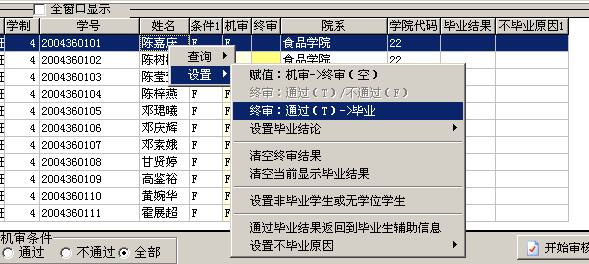 全窗口显示
学制 学号 姓名 条件1 机审 终审 院系 学院代码 毕业结果 不毕业原因1
4 2004360101 陈嘉庆 F F 食品学院 22
4 2004360102 陈树 食品学院 22
4 2004360103 陈莹
4 2004360104 陈梓燕 F F
4 2004360105 邓珺曦 F F
4 2004360106 邓庆辉 F F
4 2004360107 邓素娥 F F
4 2004360108 甘贤婷 F F
4 2004360109 高鉴裕 F F
4 2004360110 黄婉华 F F
4 2004360111 霍展超 F F
查询
设置
赋值：机审->终审(空)
终审：通过(T)/不通过(F)
终审：通过(T)->毕业
设置毕业结论
清空终审结果
清空当前显示毕业结果
设置非毕业学生或无学位学生
通过毕业结果返回到毕业生辅助信息
设置不毕业原因
机审条件
通过 不通过 全部
开始审核